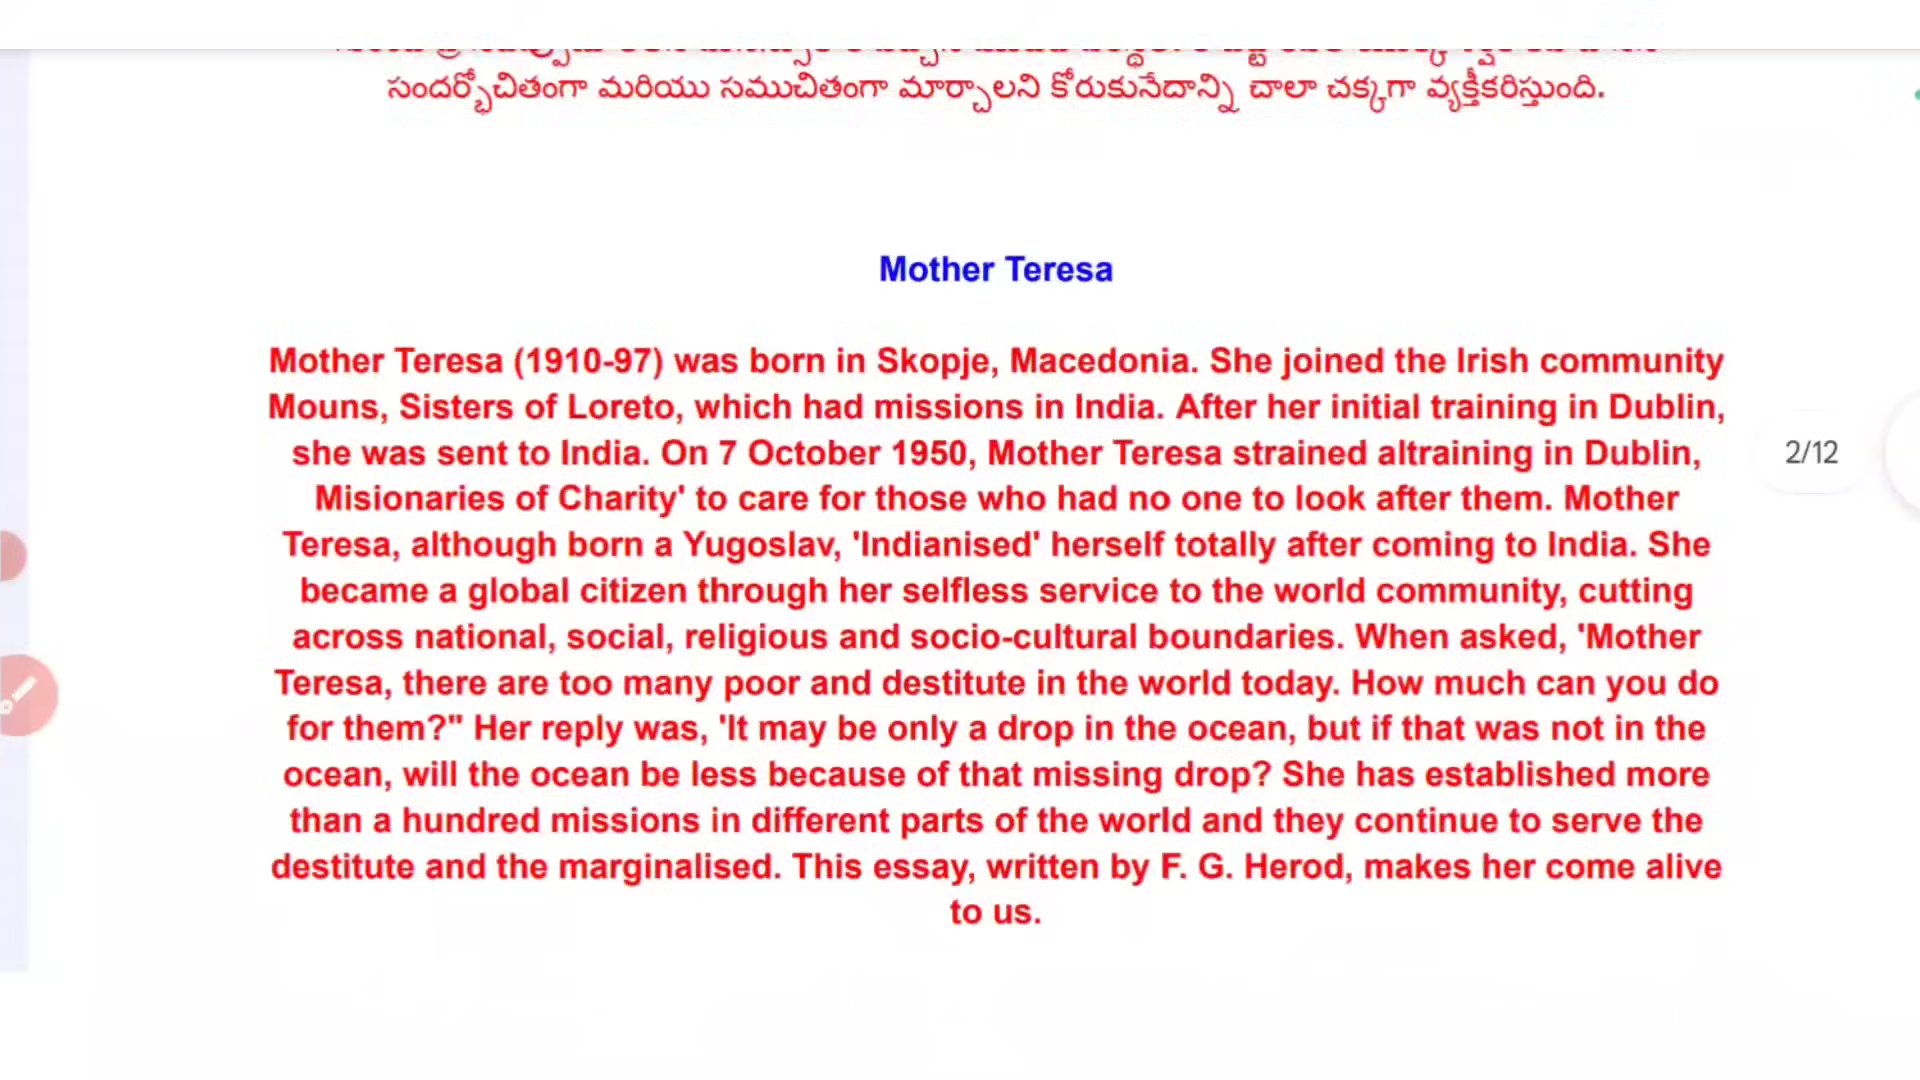 సందర్భోచితంగా మరియు సముచితంగా మార్చాలని కోరుకునేదాన్ని చాలా చక్కగా వ్యక్తీకరిస్తుంది.
Mother Teresa
Mother Teresa (1910-97) was born in Skopje, Macedonia. She joined the Irish community
Mouns, Sisters of Loreto, which had missions in India. After her initial training in Dublin,
she was sent to India. On 7 October 1950, Mother Teresa strained altraining in Dublin,
2/12
Misionaries of Charity' to care for those who had no one to look after them. Mother
Teresa, although born a Yugoslav, 'Indianised' herself totally after coming to India. She
became a global citizen through her selfless service to the world community, cutting
across national, social, religious and socio-cultural boundaries. When asked, 'Mother
Teresa, there are too many poor and destitute in the world today. How much can you do
for them?" Her reply was, 'It may be only a drop in the ocean, but if that was not in the
ocean, will the ocean be less because of that missing drop? She has established more
than a hundred missions in different parts of the world and they continue to serve the
destitute and the marginalised. This essay, written by F. G. Herod, makes her come alive
to us.